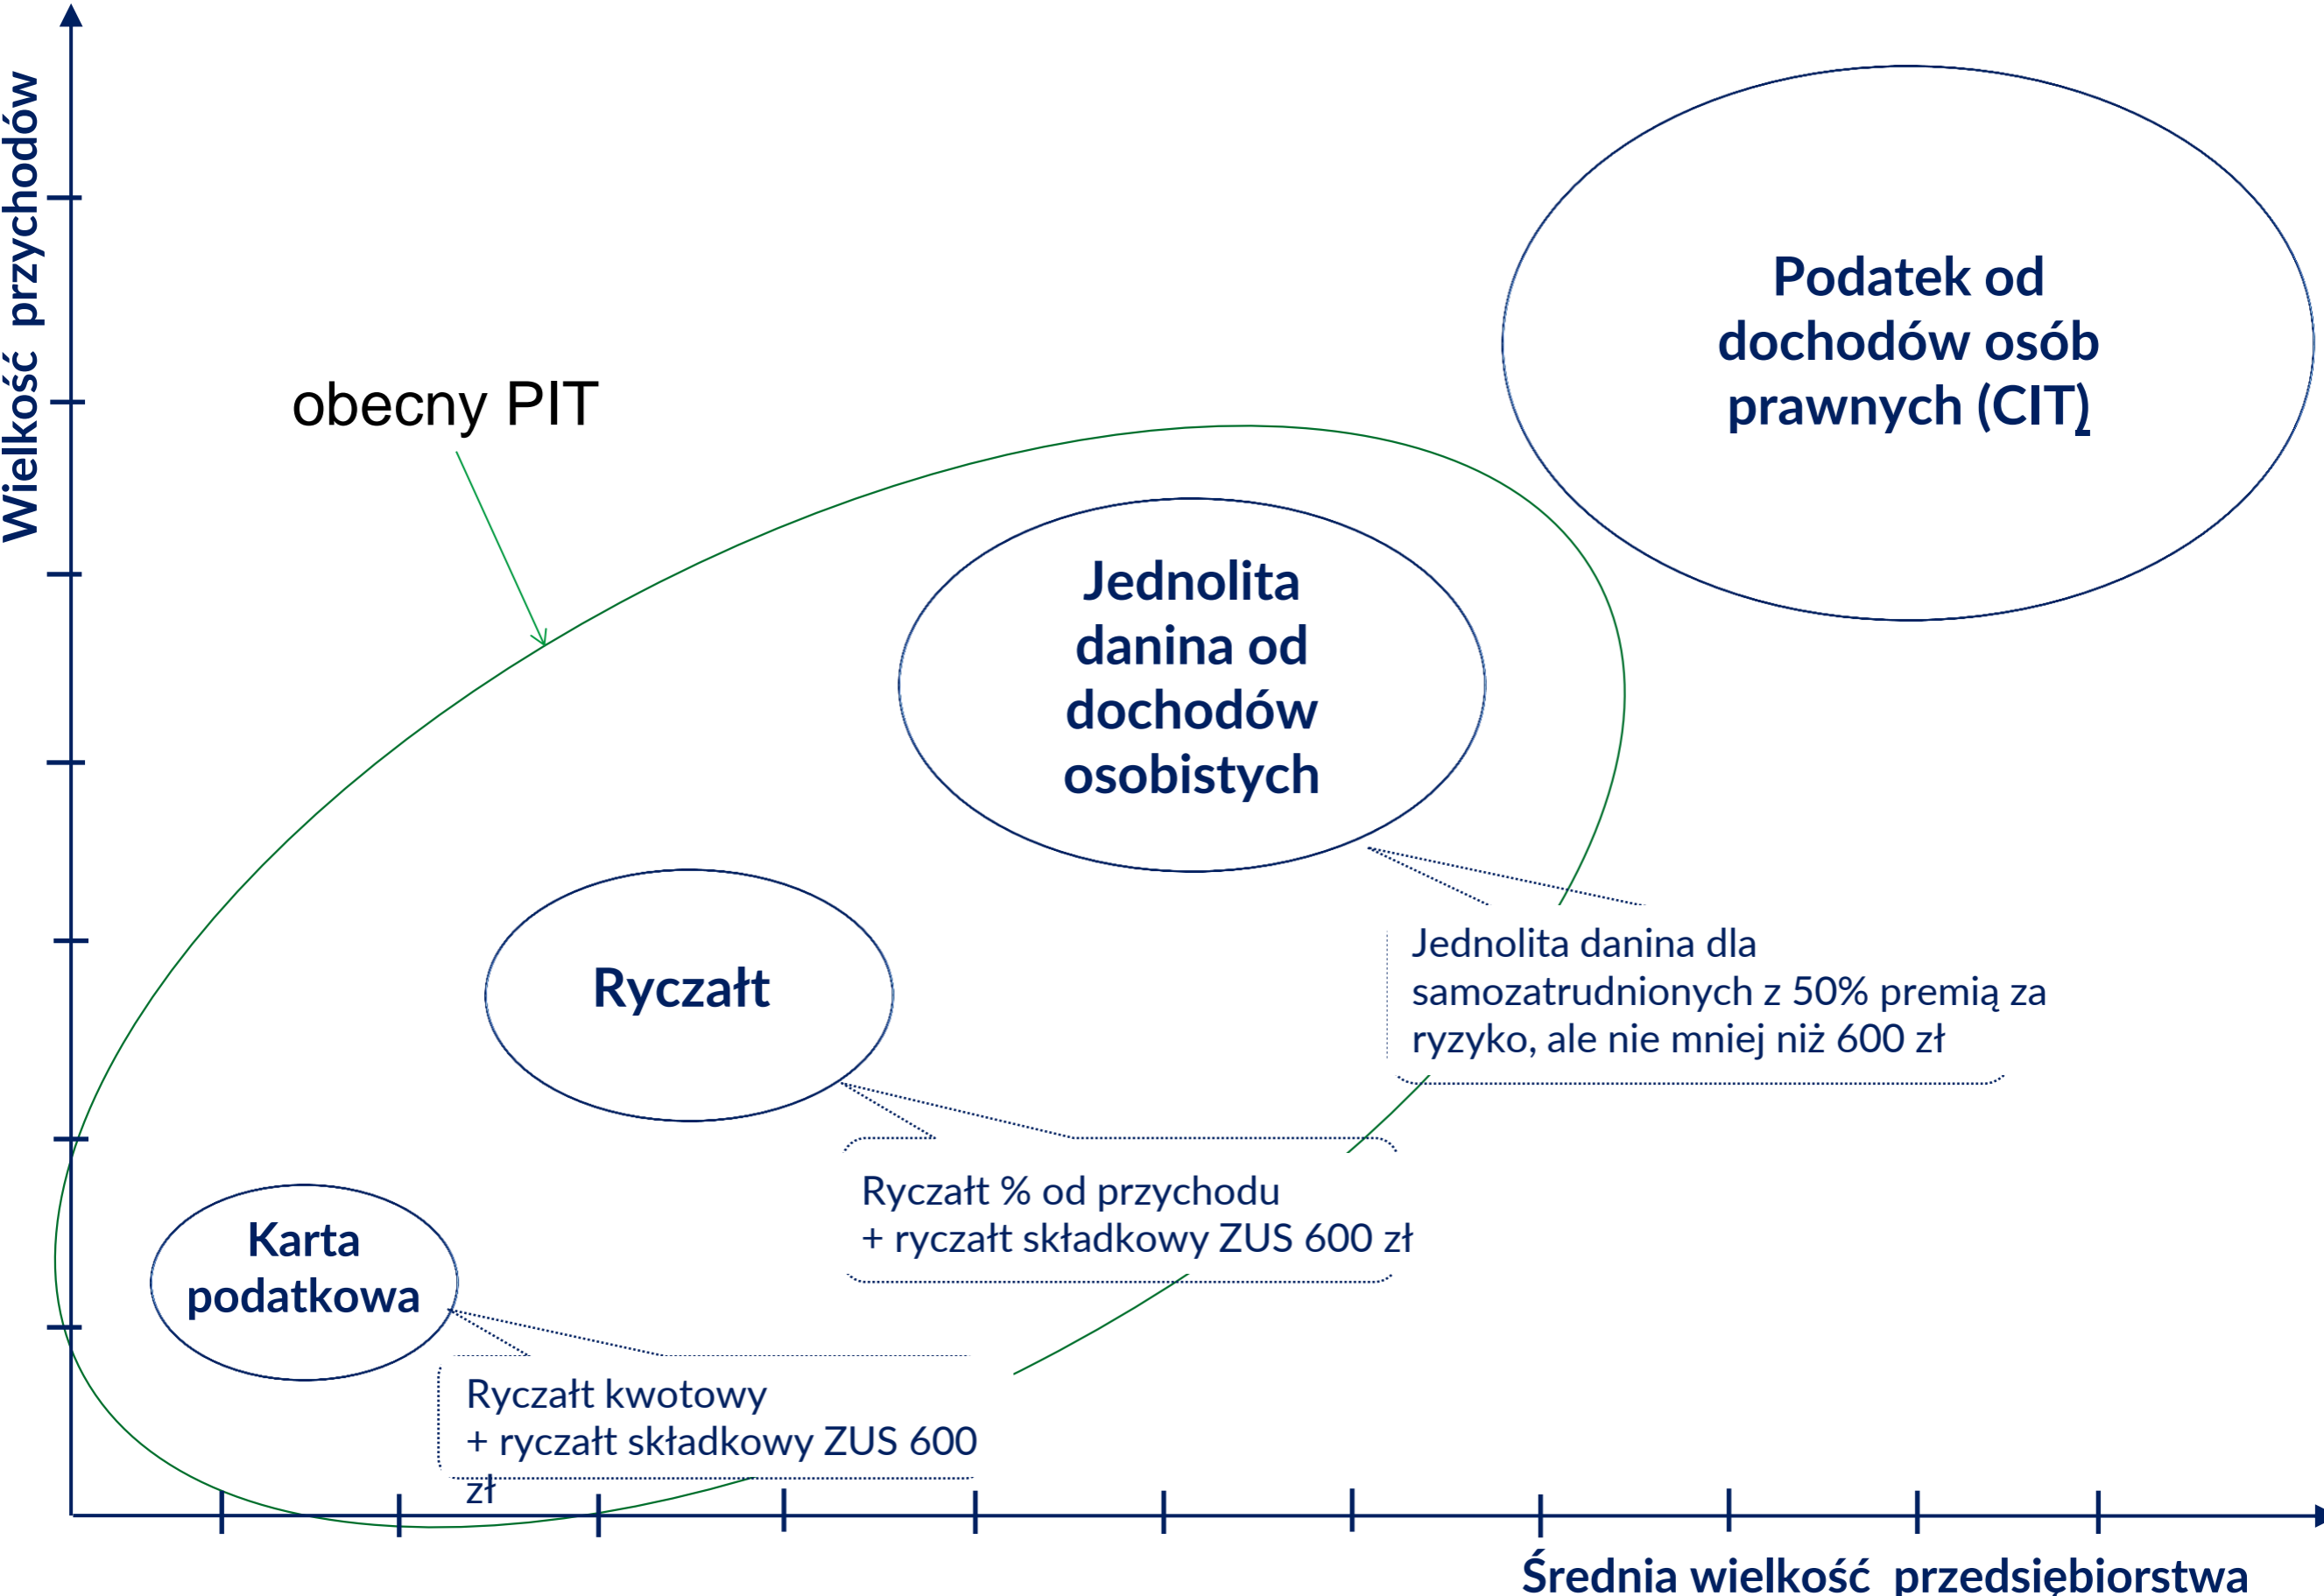 Wielkość przychodów
obecny PIT
Podatek od
dochodów osób
prawnych (CIT)
Jednolita
danina od
dochodów
osobistych
Jednolita danina dla
samozatrudnionych z 50% premią za
ryzyko, ale nie mniej niż 600 zł
Ryczałt
Ryczałt % od przychodu
+ ryczałt składkowy ZUS 600 zł
Karta
podatkowa
Ryczałt kwotowy
+ ryczałt składkowy ZUS 600
zł
Średnia wielkość przedsiębiorstwa